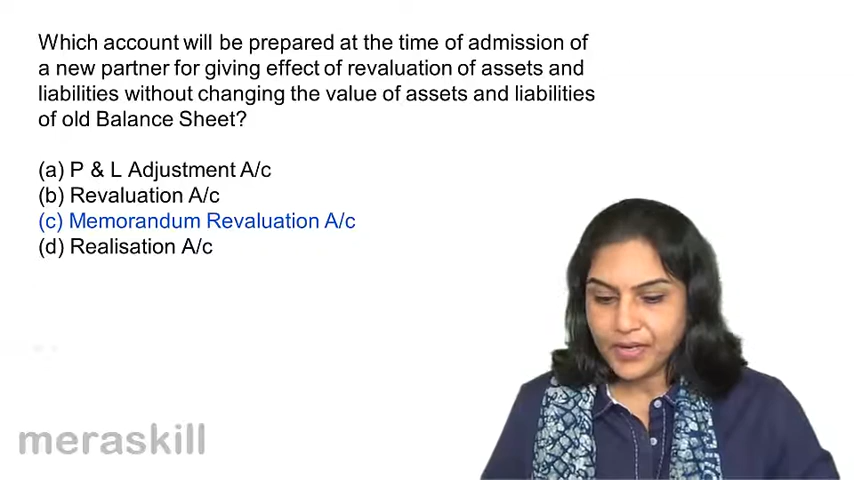 Which account will be prepared at the time of admission of
a new partner for giving effect of revaluation of assets and
liabilities without changing the value of assets and liabilities
of old Balance Sheet?
(a) P & L Adjustment A/c
(b) Revaluation A/c
(c) Memorandum Revaluation A/c
(d) Realisation A/c
meraskill